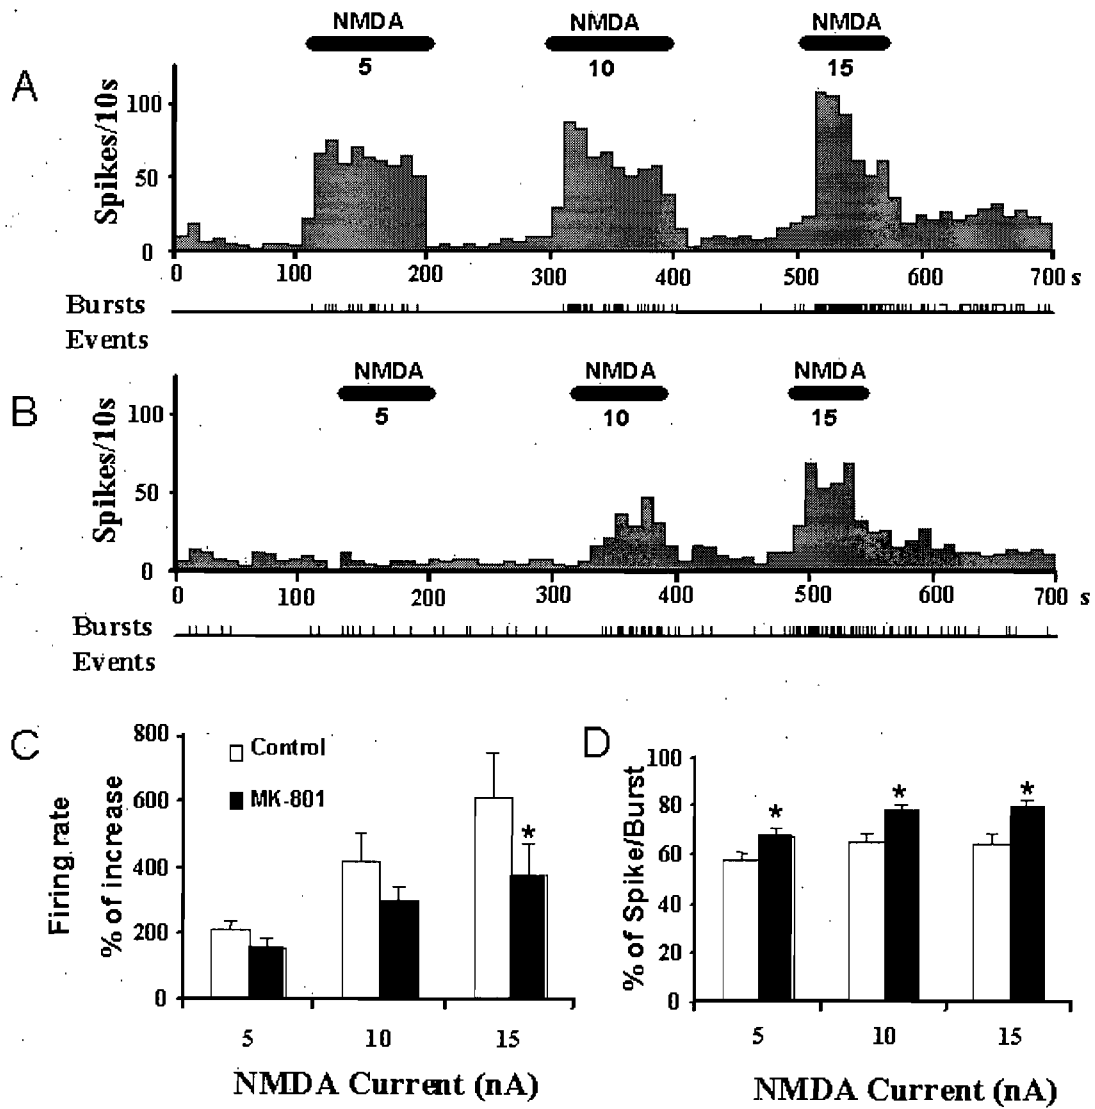 NMDA NMDA NMDA
5 10 15
A
Spikes/10s
100
50
0
0 100 200 300 400 500 600 700 s
Bursts
Events
NMDA NMDA NMDA
5 10 15
B
Spikes/10s
100
50
0
0 100 200 300 400 500 600 700 s
Bursts
Events
C
Firing rate
% of increase
800
600
400
200
0
Control
MK-801
*
5 10 15
NMDA Current (nA)
D
% of Spike/Burst
100
80
60
40
20
0
* * *
5 10 15
NMDA Current (nA)